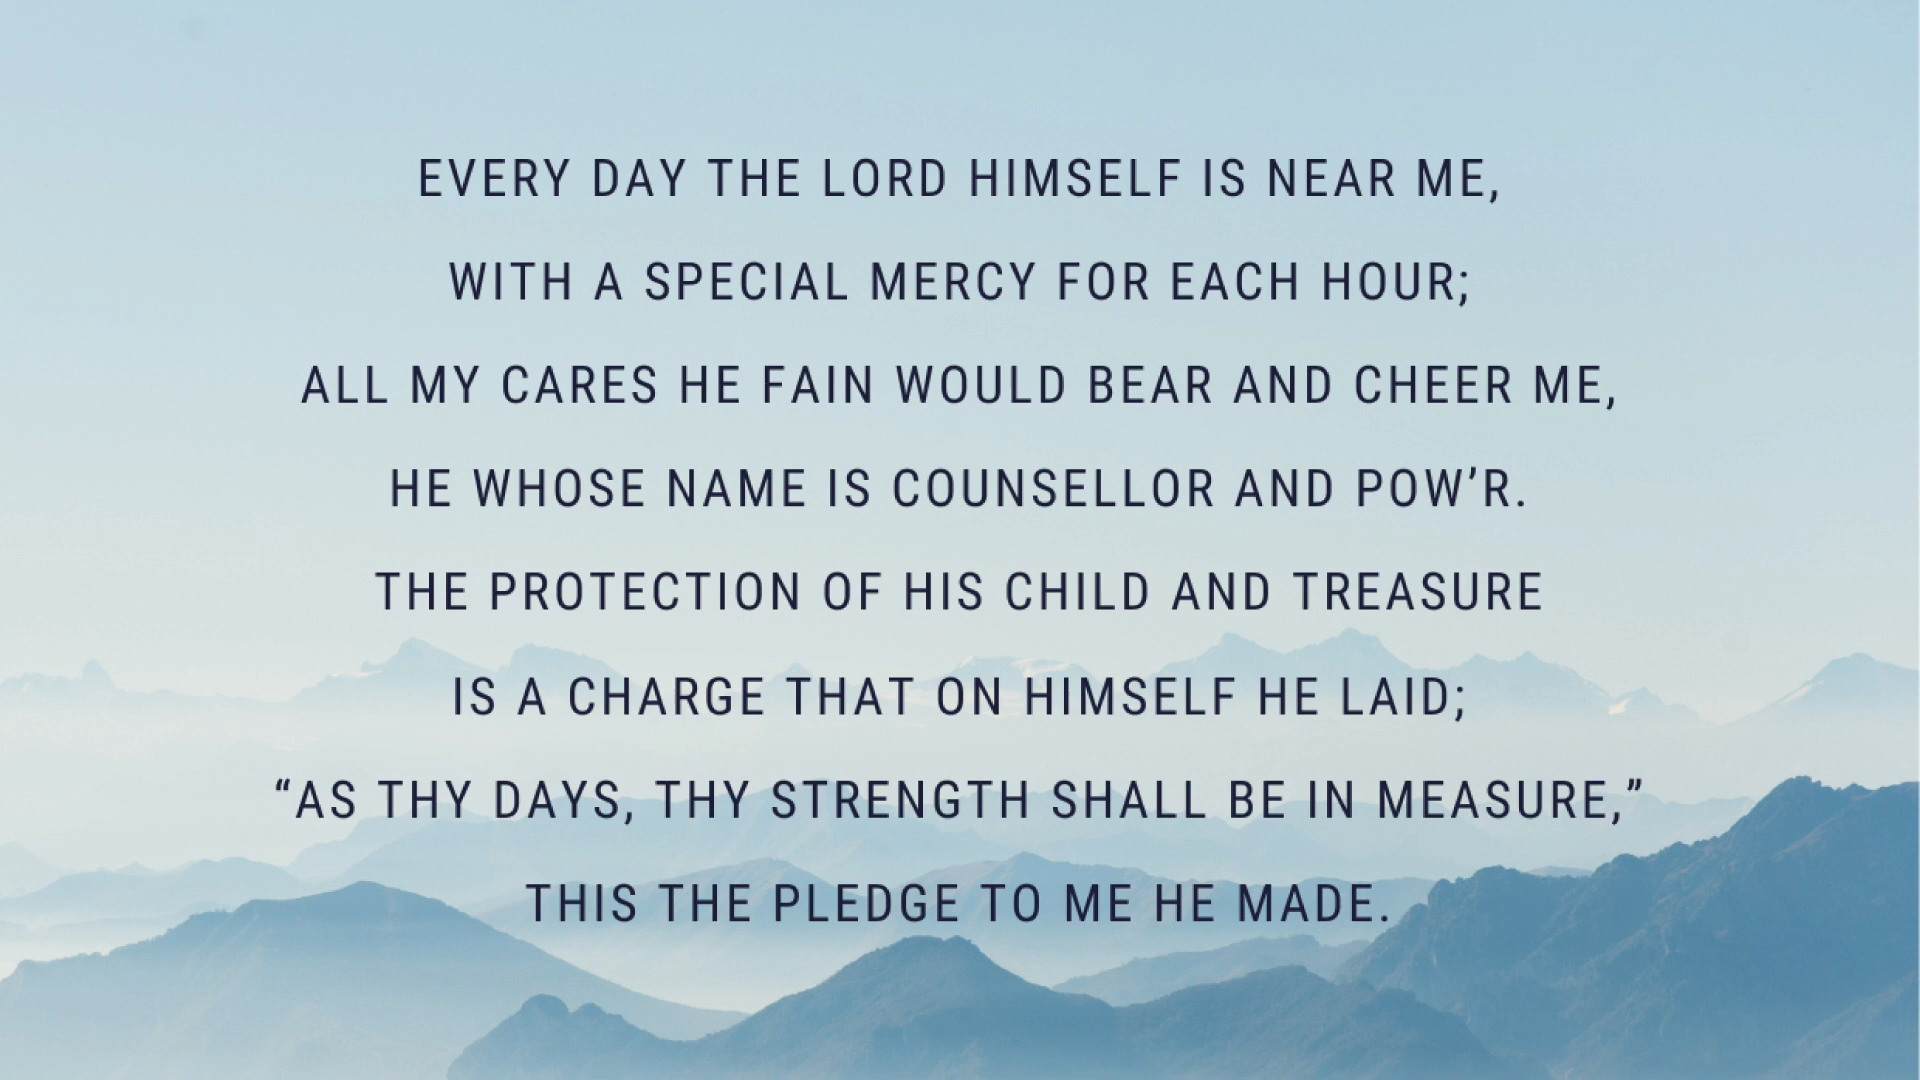 EVERY DAY THE LORD HIMSELF IS NEAR ME,
WITH A SPECIAL MERCY FOR EACH HOUR;
ALL MY CARES HE FAIN WOULD BEAR AND CHEER ME,
HE WHOSE NAME IS COUNSELLOR AND POW’R.
THE PROTECTION OF HIS CHILD AND TREASURE
IS A CHARGE THAT ON HIMSELF HE LAID;
“AS THY DAYS, THY STRENGTH SHALL BE IN MEASURE,”
THIS THE PLEDGE TO ME HE MADE.